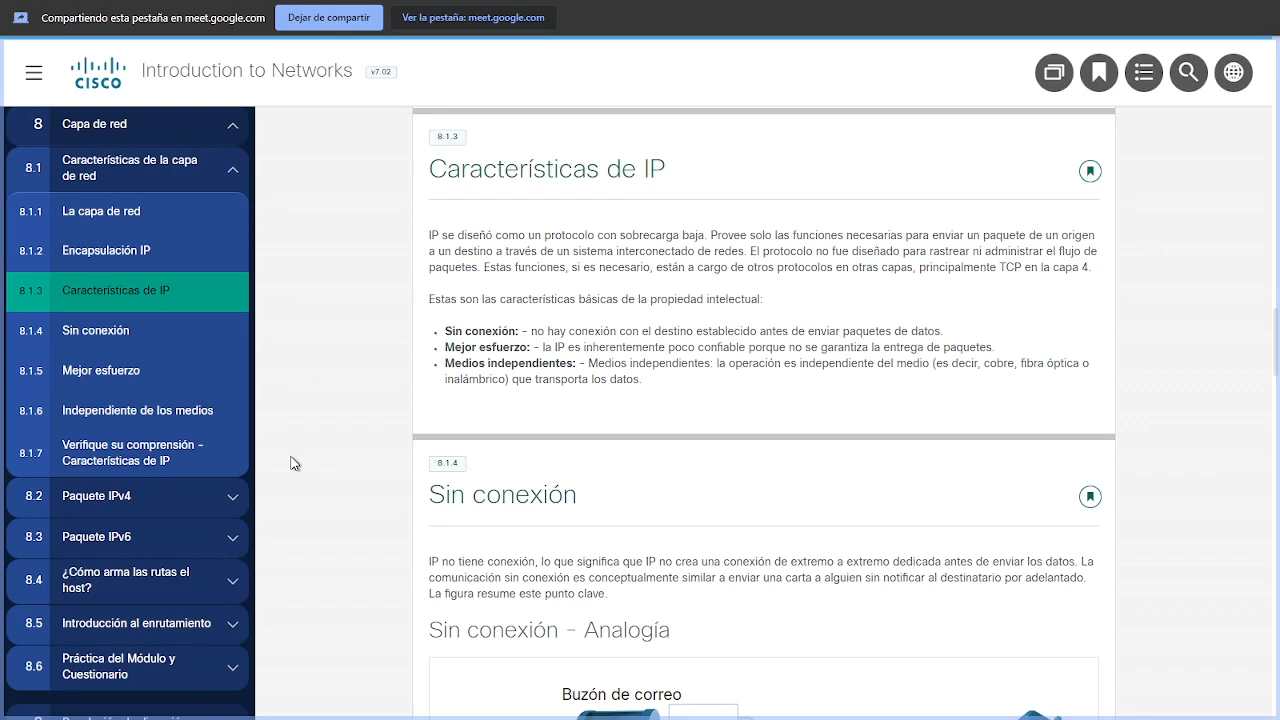 Compartiendo esta pestaña en meet.google.com
Dejar de compartir
Ver la pestaña: meet.google.com
CISCO
Introduction to Networks
v7.02
8 Capa de red
8.1 Características de la capa
de red
8.1.1 La capa de red
8.1.2 Encapsulación IP
8.1.3 Características de IP
8.1.4 Sin conexión
8.1.5 Mejor esfuerzo
8.1.6 Independiente de los medios
8.1.7 Verifique su comprensión -
Características de IP
8.2 Paquete IPv4
8.3 Paquete IPv6
8.4 ¿Cómo arma las rutas el
host?
8.5 Introducción al enrutamiento
8.6 Práctica del Módulo y
Cuestionario
8.1.3
Características de IP
IP se diseñó como un protocolo con sobrecarga baja. Provee solo las funciones necesarias para enviar un paquete de un origen
a un destino a través de un sistema interconectado de redes. El protocolo no fue diseñado para rastrear ni administrar el flujo de
paquetes. Estas funciones, si es necesario, están a cargo de otros protocolos en otras capas, principalmente TCP en la capa 4.
Estas son las características básicas de la propiedad intelectual:
• Sin conexión: - no hay conexión con el destino establecido antes de enviar paquetes de datos.
• Mejor esfuerzo: - la IP es inherentemente poco confiable porque no se garantiza la entrega de paquetes.
• Medios independientes: - Medios independientes: la operación es independiente del medio (es decir, cobre, fibra óptica o
inalámbrico) que transporta los datos.
8.1.4
Sin conexión
IP no tiene conexión, lo que significa que IP no crea una conexión de extremo a extremo dedicada antes de enviar los datos. La
comunicación sin conexión es conceptualmente similar a enviar una carta a alguien sin notificar al destinatario por adelantado.
La figura resume este punto clave.
Sin conexión - Analogía
Buzón de correo